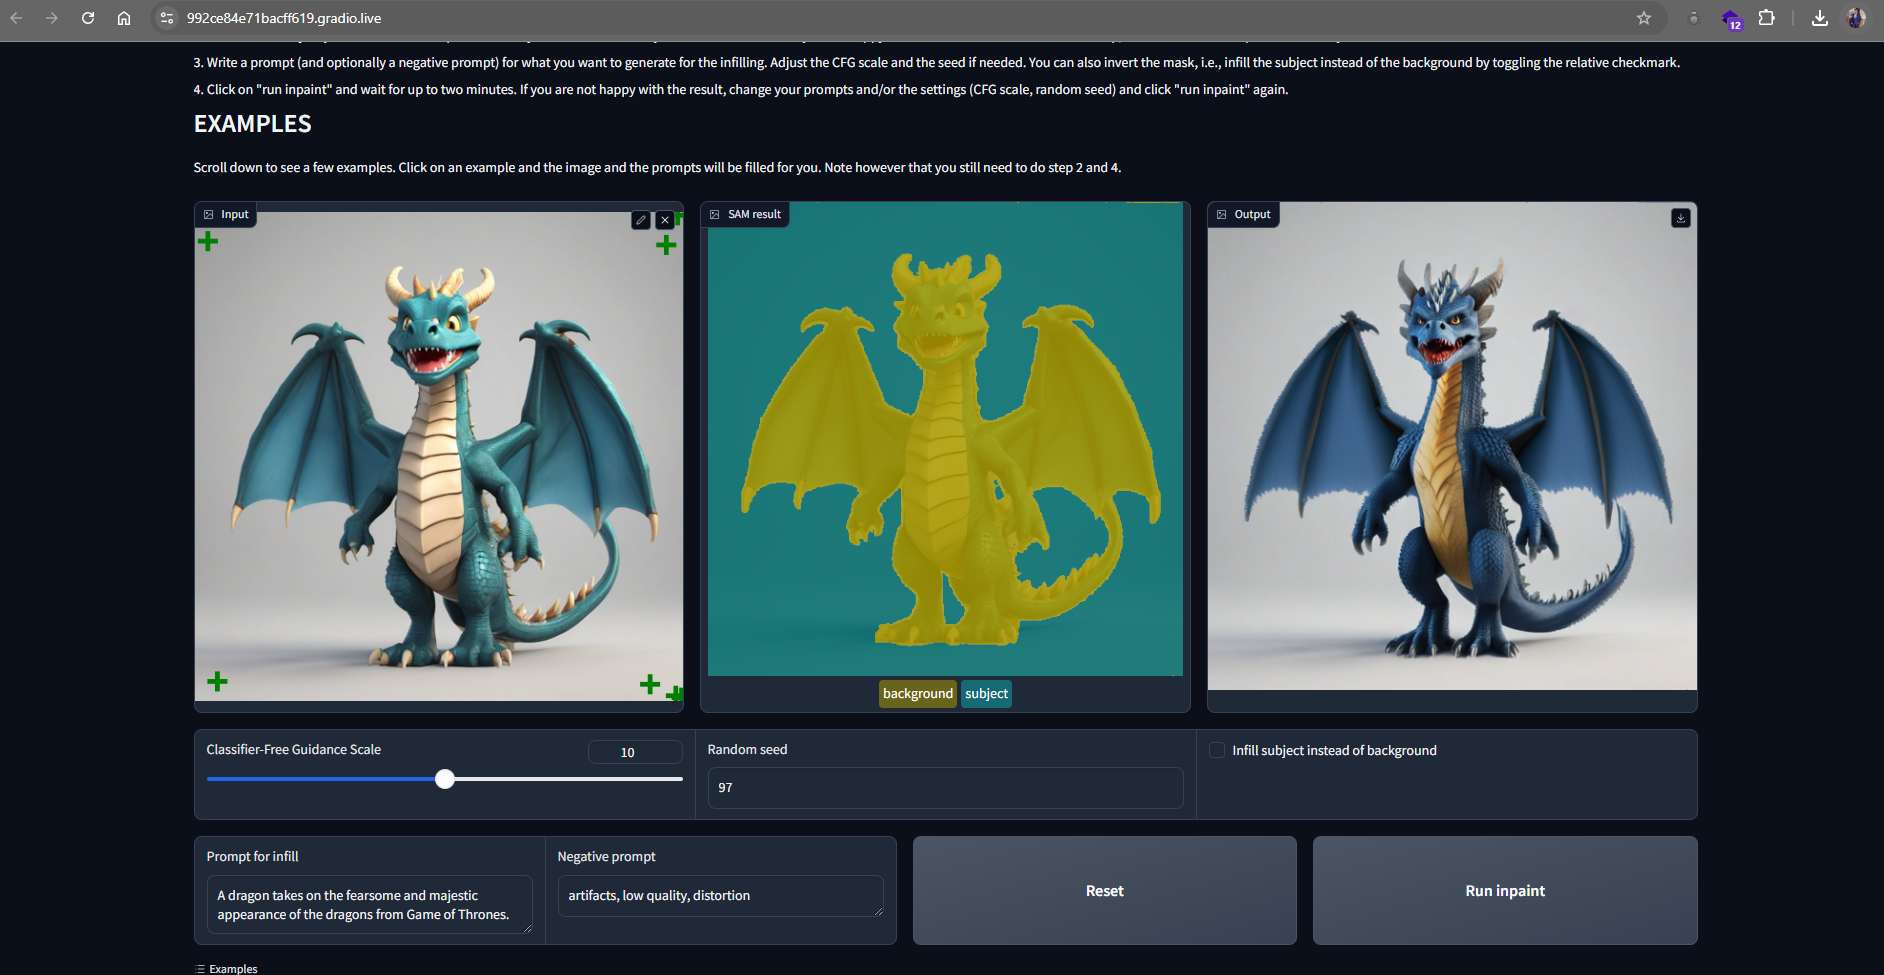 992ce84e71bacff619.gradio.live
12
3. Write a prompt (and optionally a negative prompt) for what you want to generate for the infilling. Adjust the CFG scale and the seed if needed. You can also invert the mask, i.e., infill the subject instead of the background by toggling the relative checkmark.
4. Click on "run inpaint" and wait for up to two minutes. If you are not happy with the result, change your prompts and/or the settings (CFG scale, random seed) and click "run inpaint" again.
EXAMPLES
Scroll down to see a few examples. Click on an example and the image and the prompts will be filled for you. Note however that you still need to do step 2 and 4.
Input
SAM result
Output
background subject
Classifier-Free Guidance Scale
10
Random seed
97
Infill subject instead of background
Prompt for infill
A dragon takes on the fearsome and majestic
appearance of the dragons from Game of Thrones.
Negative prompt
artifacts, low quality, distortion
Reset
Run inpaint
Examples